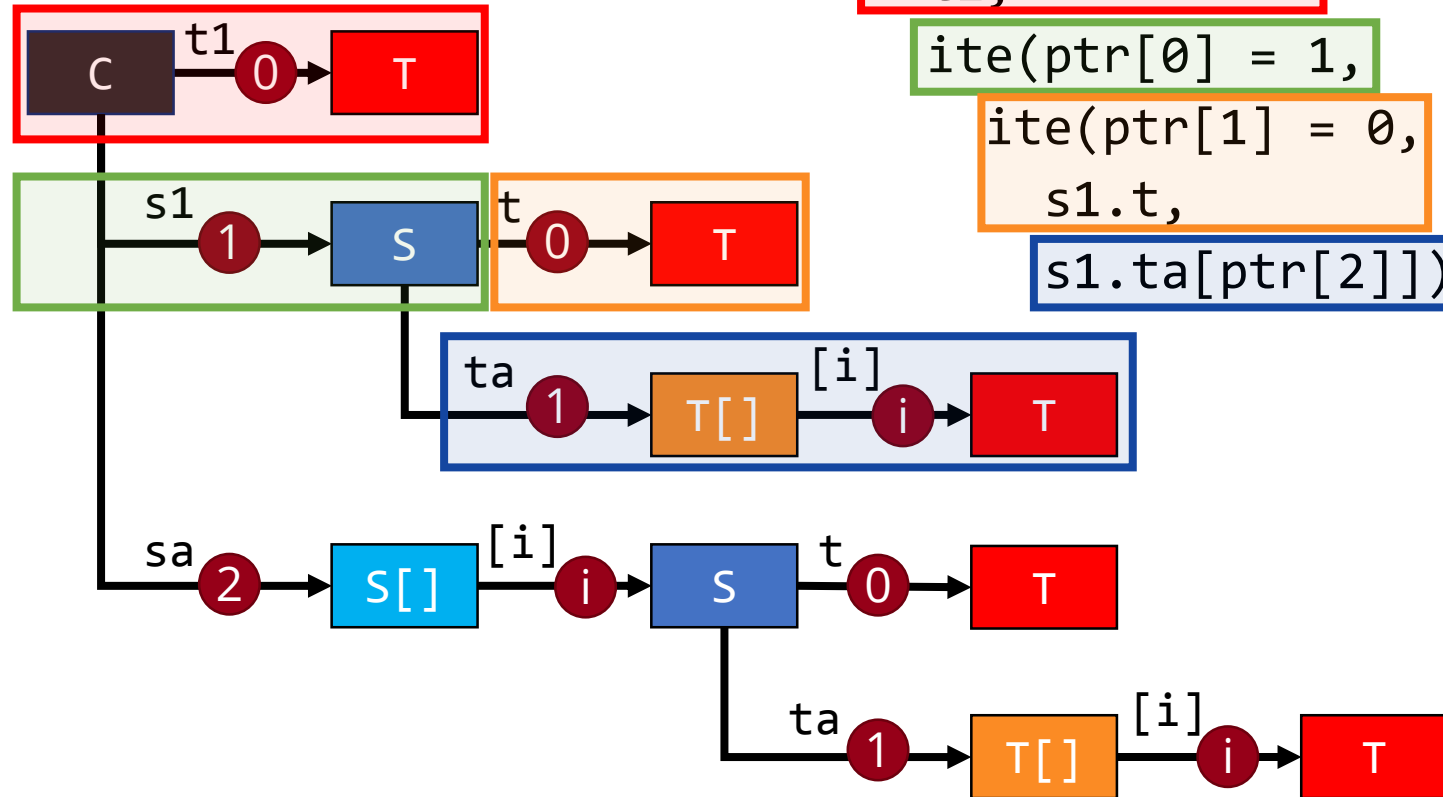 ite(ptr[0] = 1,
ite(ptr[1] = 0,
s1.t,
s1.ta[ptr[2]])
C t1 0 T
s1 1 S t 0 T
ta 1 T[] [i] i T
sa 2 S[] [i] i S t 0 T
ta 1 T[] [i] i T